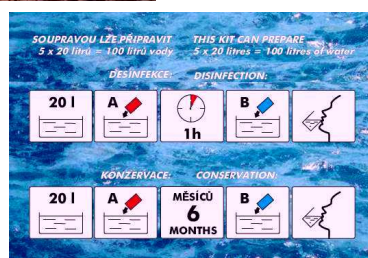 SOUPRAVOU LZE PŘIPRAVIT THIS KIT CAN PREPARE
5 x 20 litrů = 100 litrů vody 5 x 20 litres = 100 litres of water
DESINFEKCE: DISINFECTION:
20 l A B
1h
KONZERVACE: CONSERVATION:
20 l A MĚSÍCŮ B
6
MONTHS